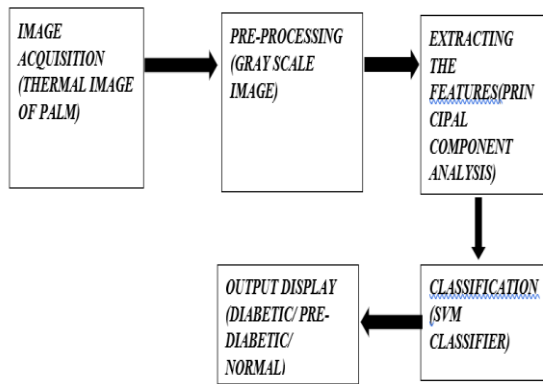 IMAGE
ACQUISITION
(THERMAL IMAGE
OF PALM)
PRE-PROCESSING
(GRAY SCALE
IMAGE)
EXTRACTING
THE
FEATURES(PRIN
CIPAL
COMPONENT
ANALYSIS)
CLASSIFICATION
(SVM
CLASSIFIER)
OUTPUT DISPLAY
(DIABETIC/ PRE-
DIABETIC/
NORMAL)